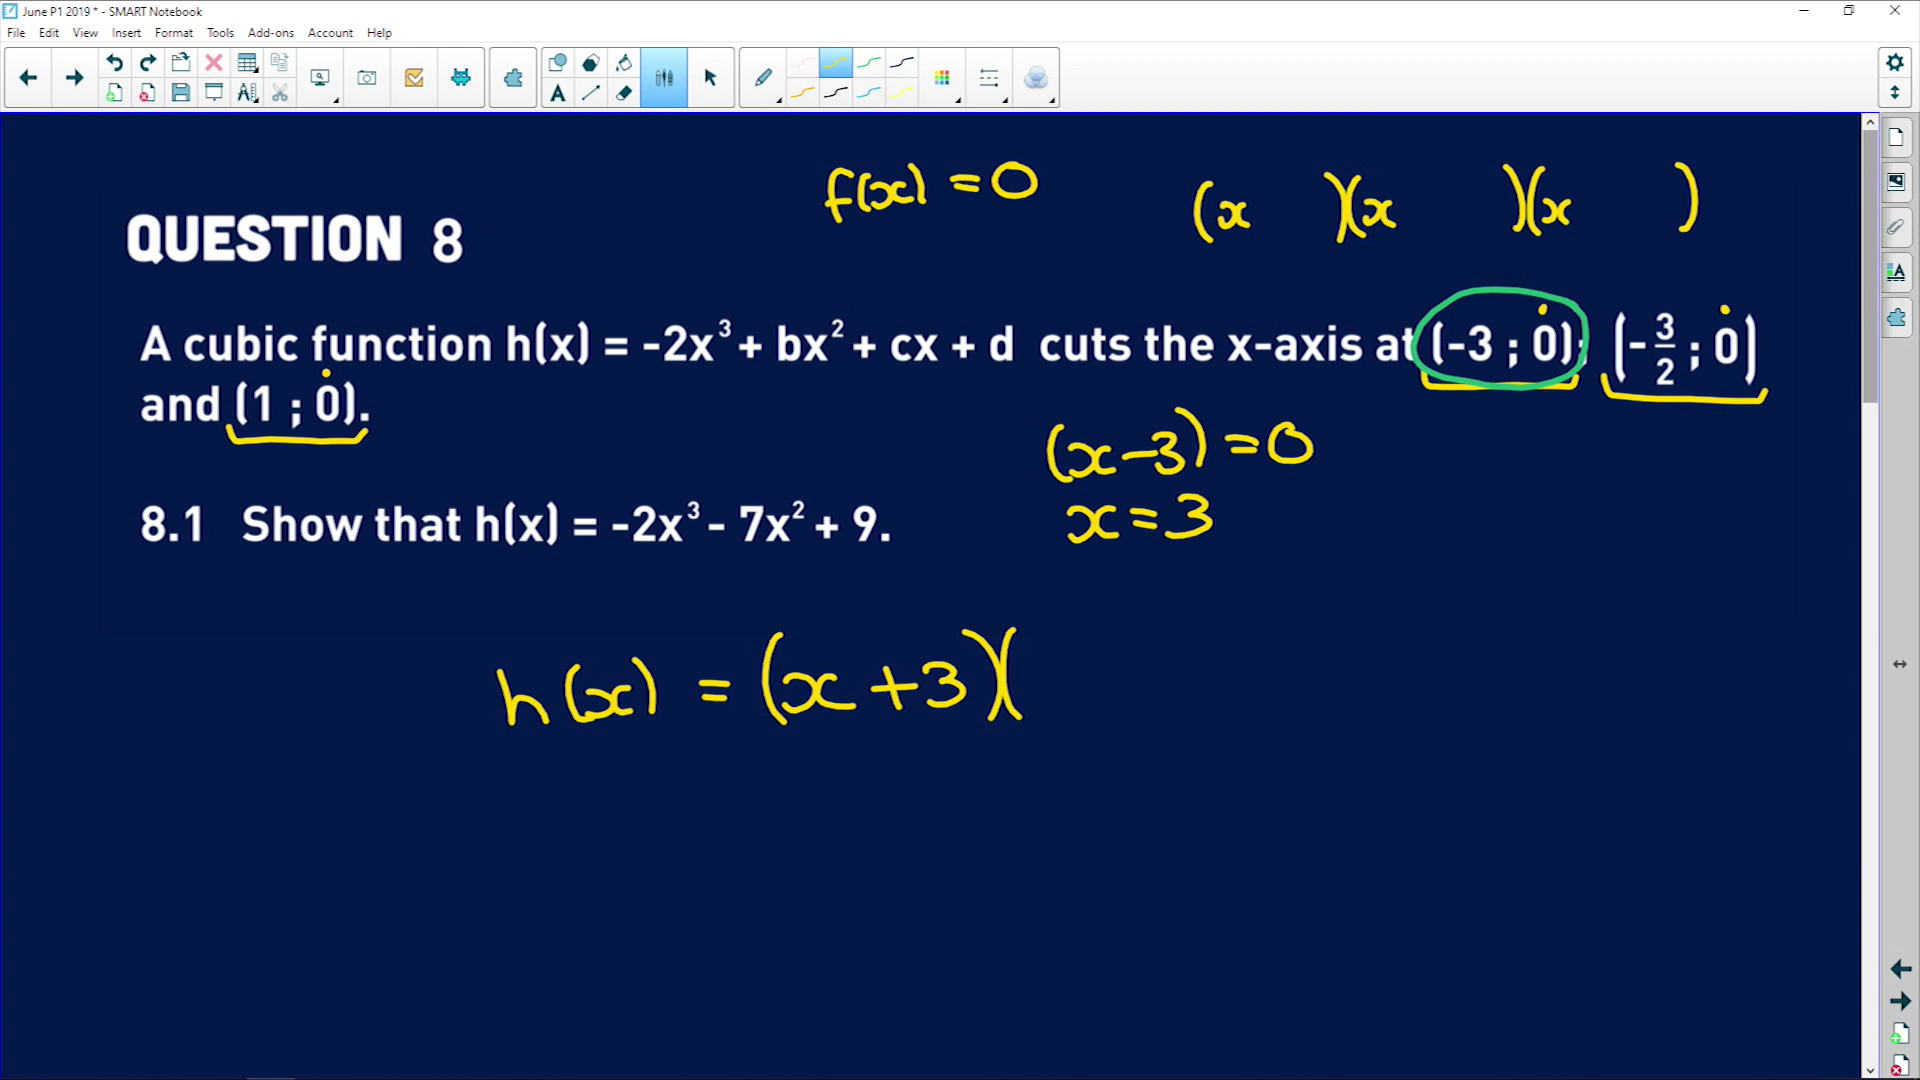 June P1 2019 * - SMART Notebook
File Edit View Insert Format Tools Add-ons Account Help
f(x) = 0 (x )(x )(x )
QUESTION 8
A cubic function h(x) = -2x³ + bx² + cx + d cuts the x-axis at (-3 ; 0); (-3/2 ; 0)
and (1 ; 0).
(x-3) = 0
x = 3
8.1 Show that h(x) = -2x³ - 7x² + 9.
h(x) = (x+3)(